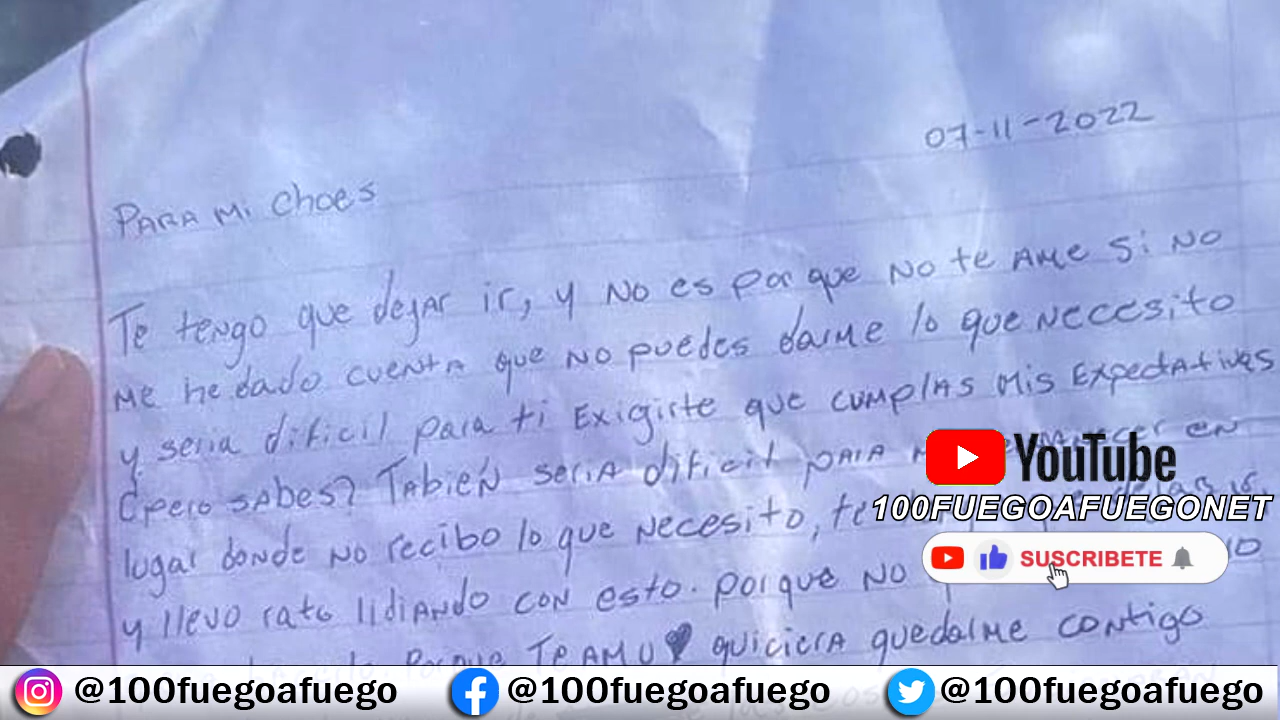 07-11-2022
PARA Mi Choes
Te tengo que dejar ir, y NO es porque NO te AMe Si NO
Me he dado cuentA que NO puedes darme lo que Necesito
y seria dificil para ti Exigirte que cumplAs Mis ExpectAtivas
¿pero SAbes? TAbién seriA dificil parA en
lugar donde NO recibo lo que Necesito, te
y llevo rato lidiANdo con esto. porque NO
Porque Te AMO quicierA quedarme contigo
YouTube
100FUEGOAFUEGONET
SUSCRIBETE
@100fuegoafuego
@100fuegoafuego
@100fuegoafuego